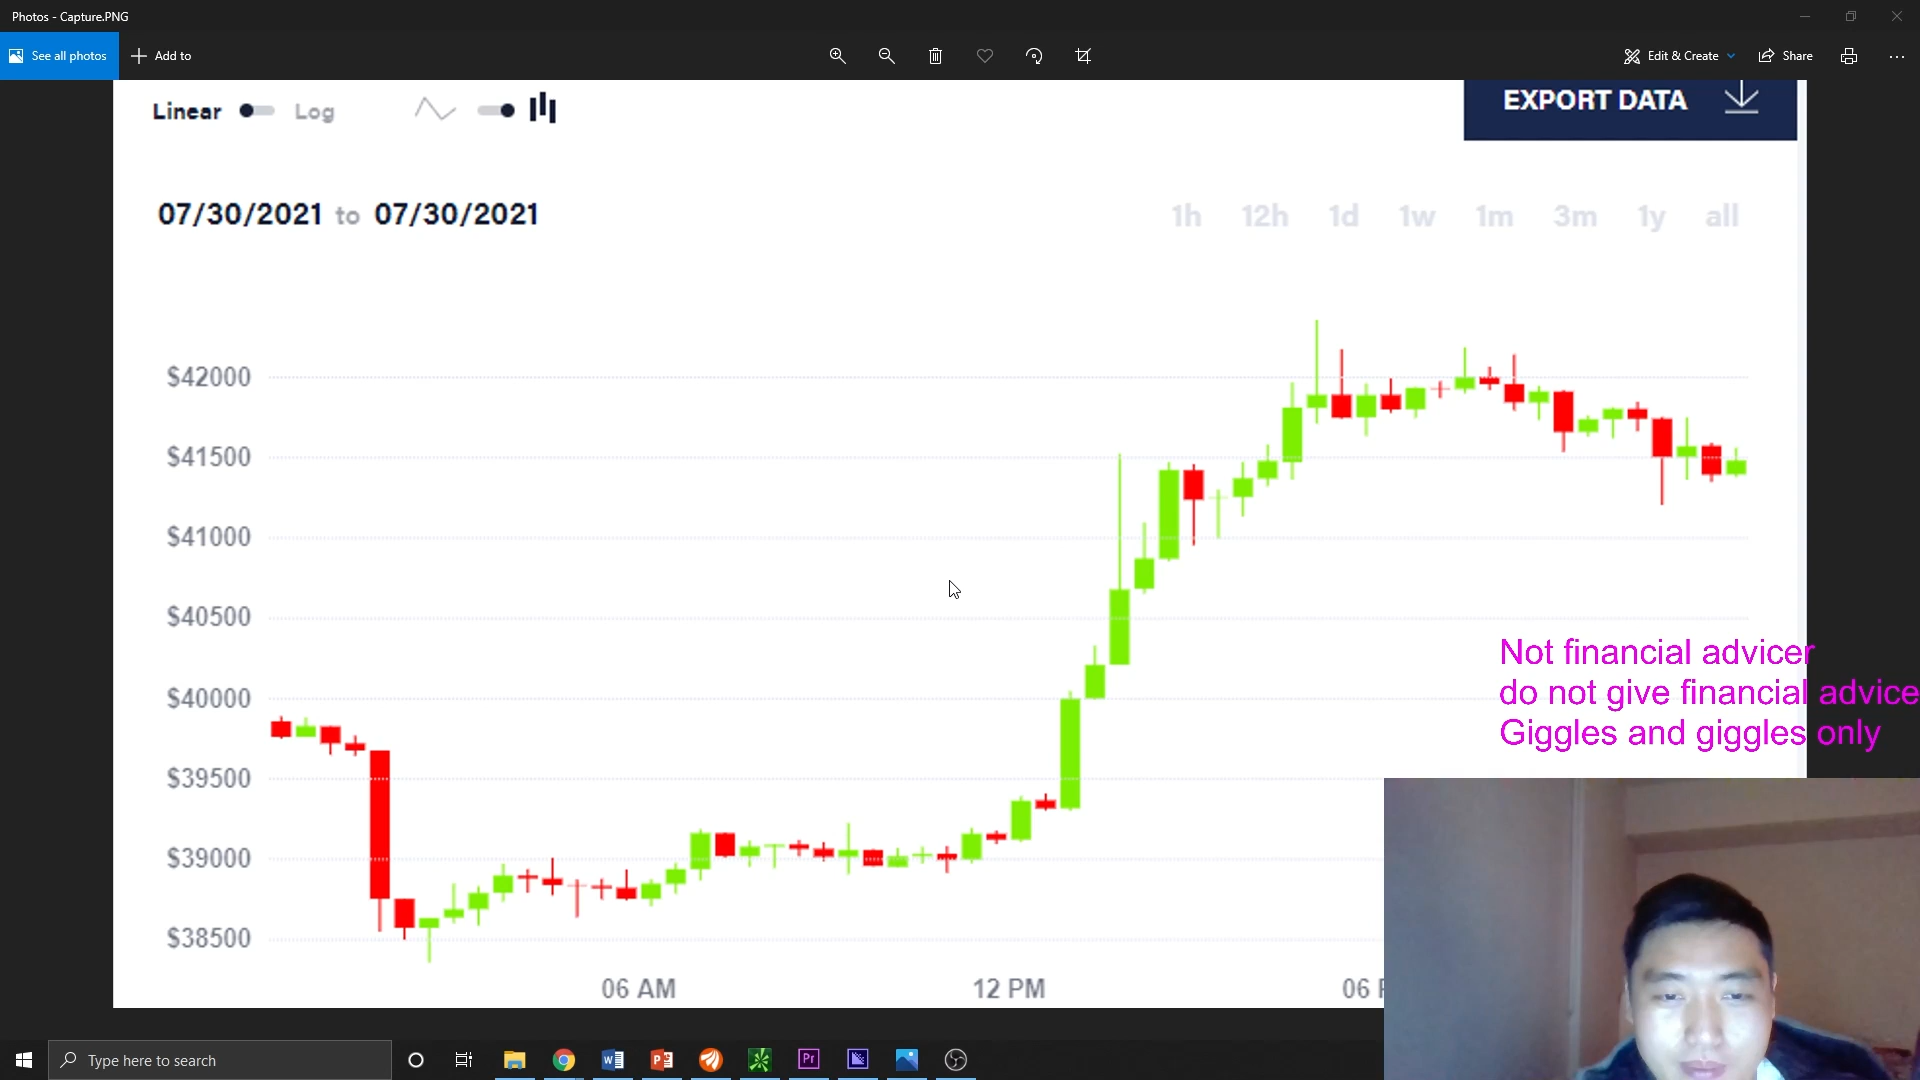 Photos - Capture.PNG
See all photos
Add to
Edit & Create
Share
Linear
Log
EXPORT DATA
07/30/2021 to 07/30/2021
1h 12h 1d 1w 1m 3m 1y all
$42000
$41500
$41000
$40500
$40000
$39500
$39000
$38500
06 AM
12 PM
06 P
Not financial advicer
do not give financial advice
Giggles and giggles only
Type here to search